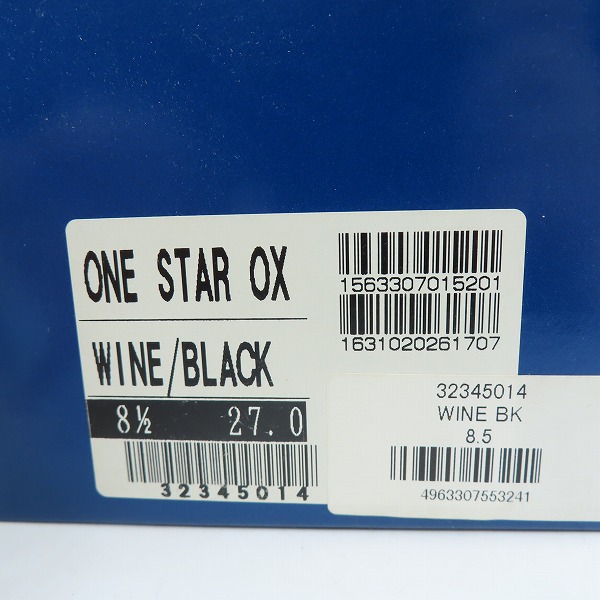 ONE STAR OX
WINE/BLACK
8½ 27.0
32345014
1563307015201
1631020261707
32345014
WINE BK
8.5
4963307553241